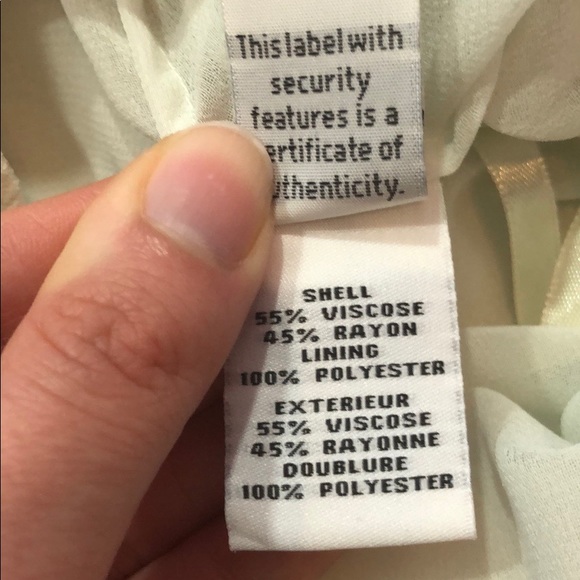 This label with
security
features is a
ertificate of
uthenticity.
SHELL
55% VISCOSE
45% RAYON
LINING
100% POLYESTER
EXTERIEUR
55% VISCOSE
45% RAYONNE
DOUBLURE
100% POLYESTER